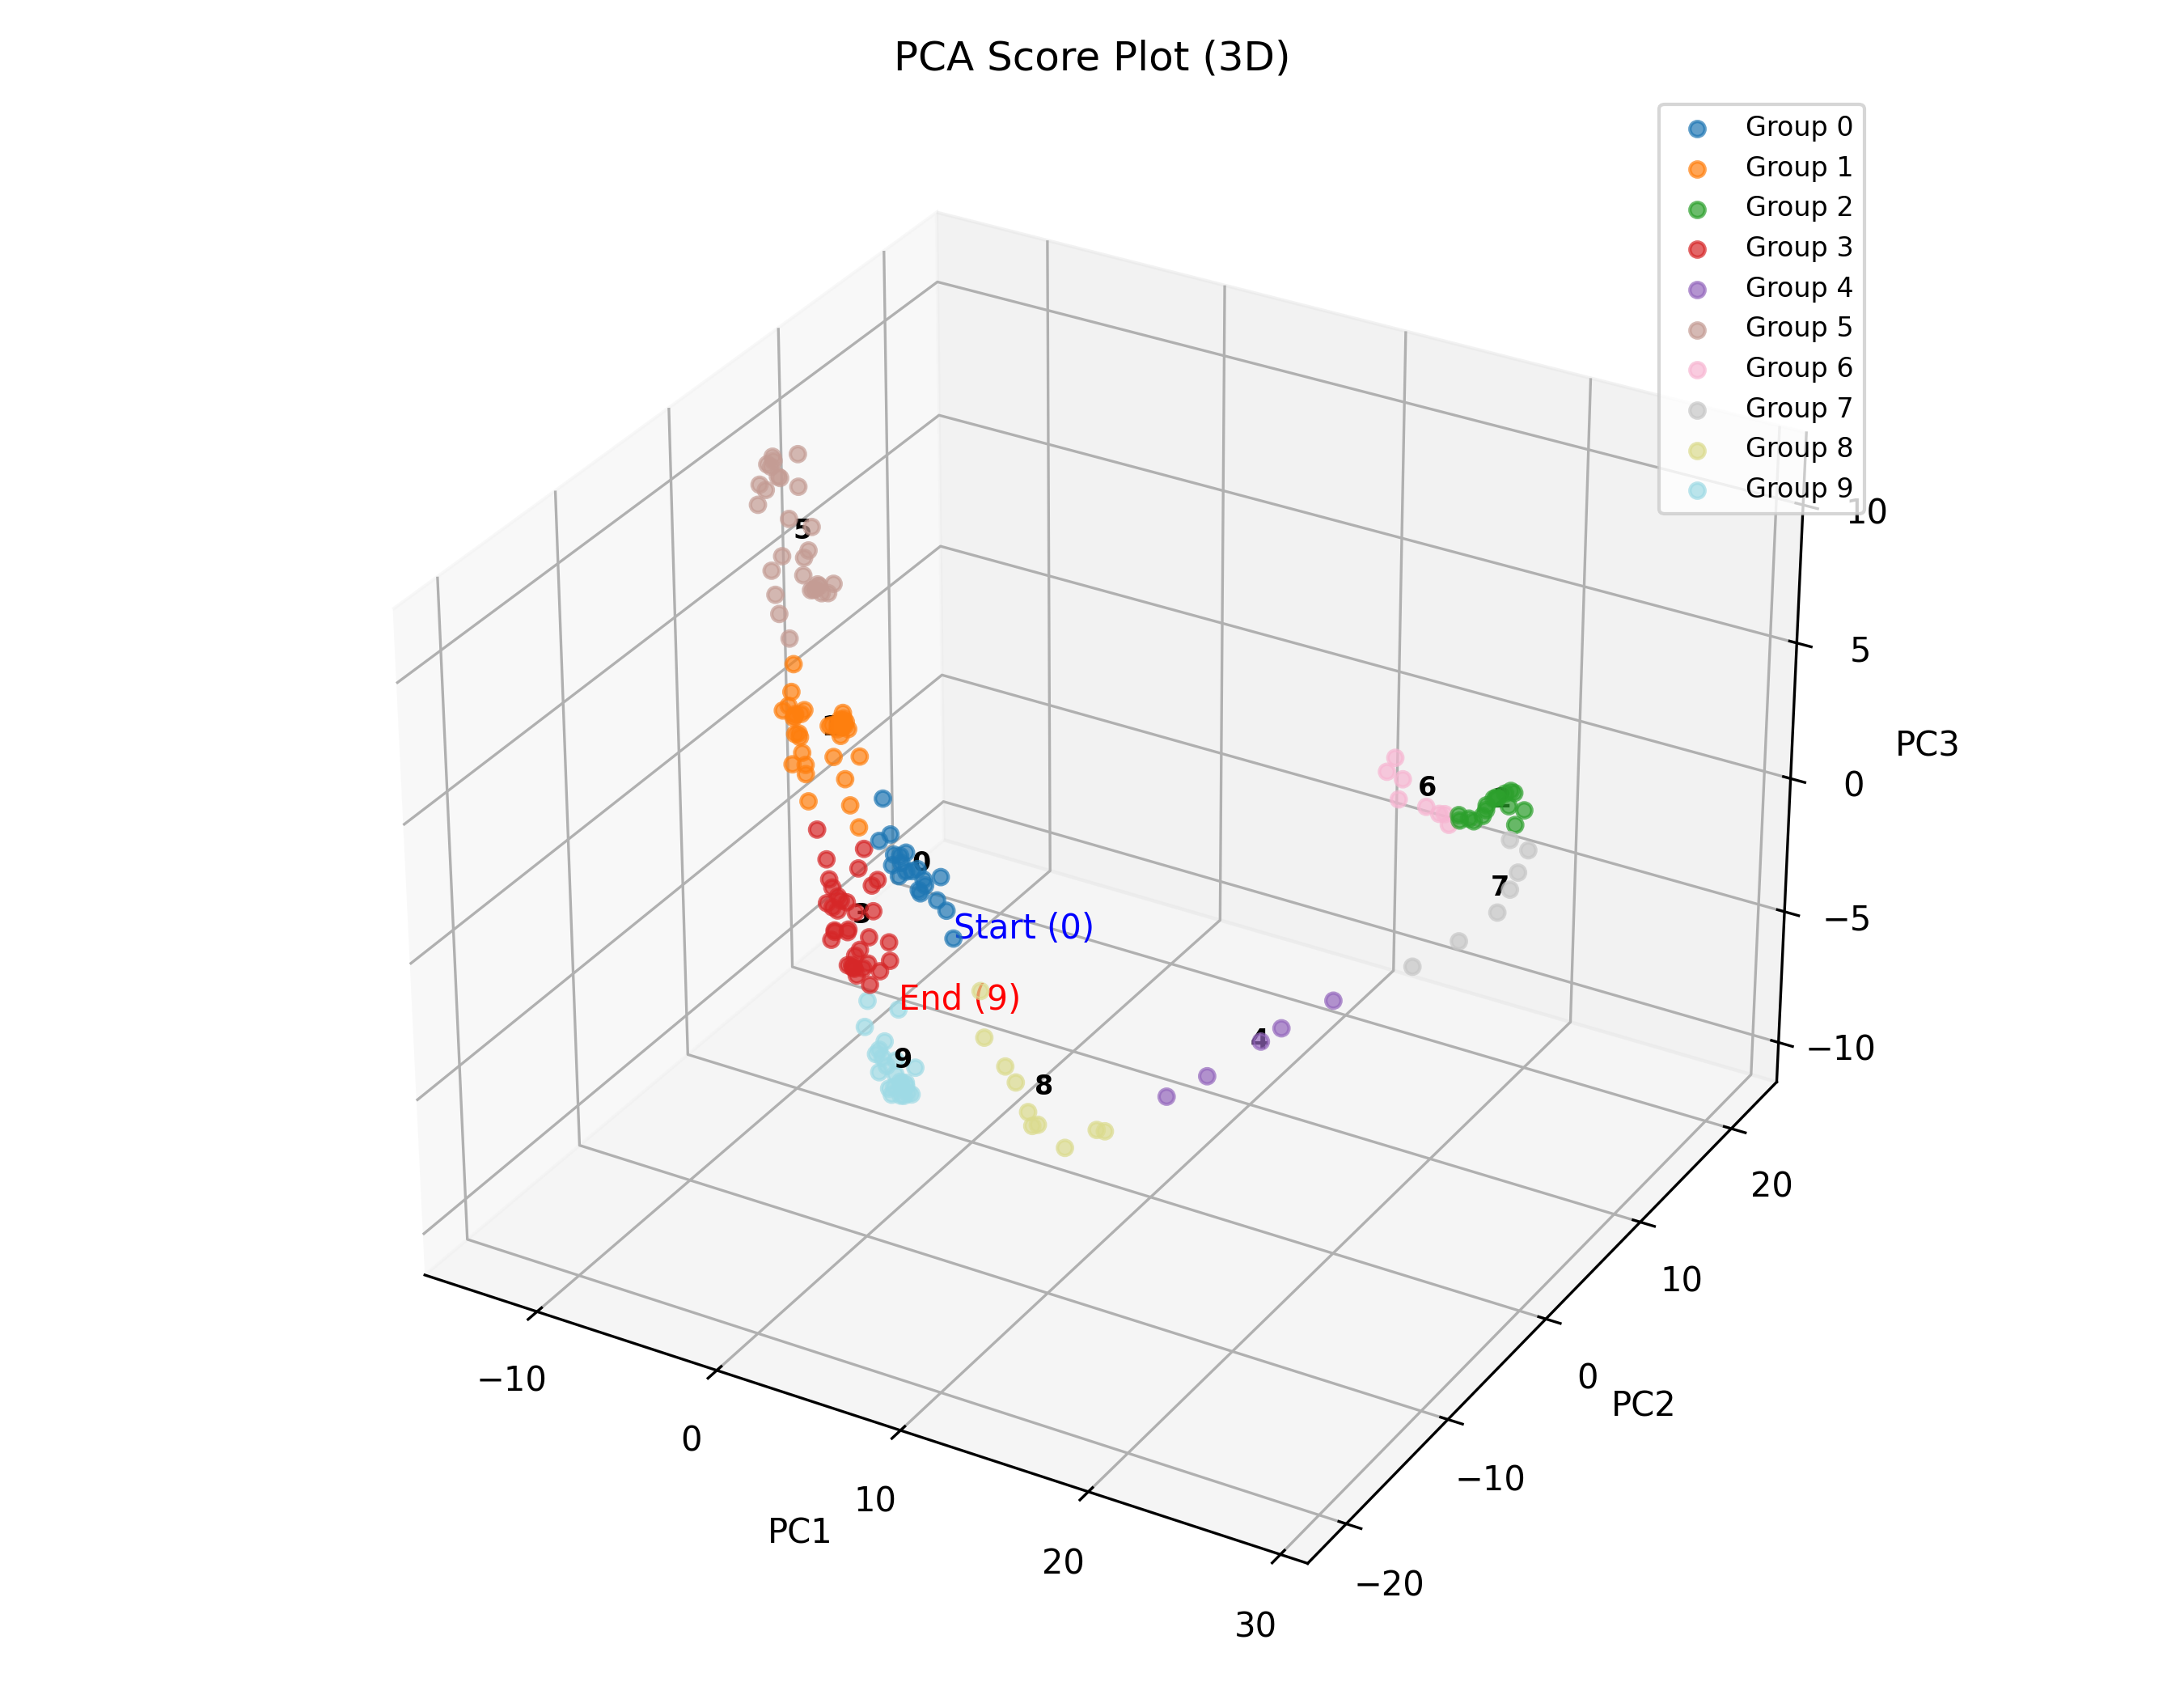 PCA Score Plot (3D)
Group 0
Group 1
Group 2
Group 3
Group 4
Group 5
Group 6
Group 7
Group 8
Group 9
5
6
7
0
3
Start (0)
End (9)
4
9
8
10
5
0
−5
−10
PC3
20
10
0
−10
−20
PC2
−10
0
10
20
30
PC1